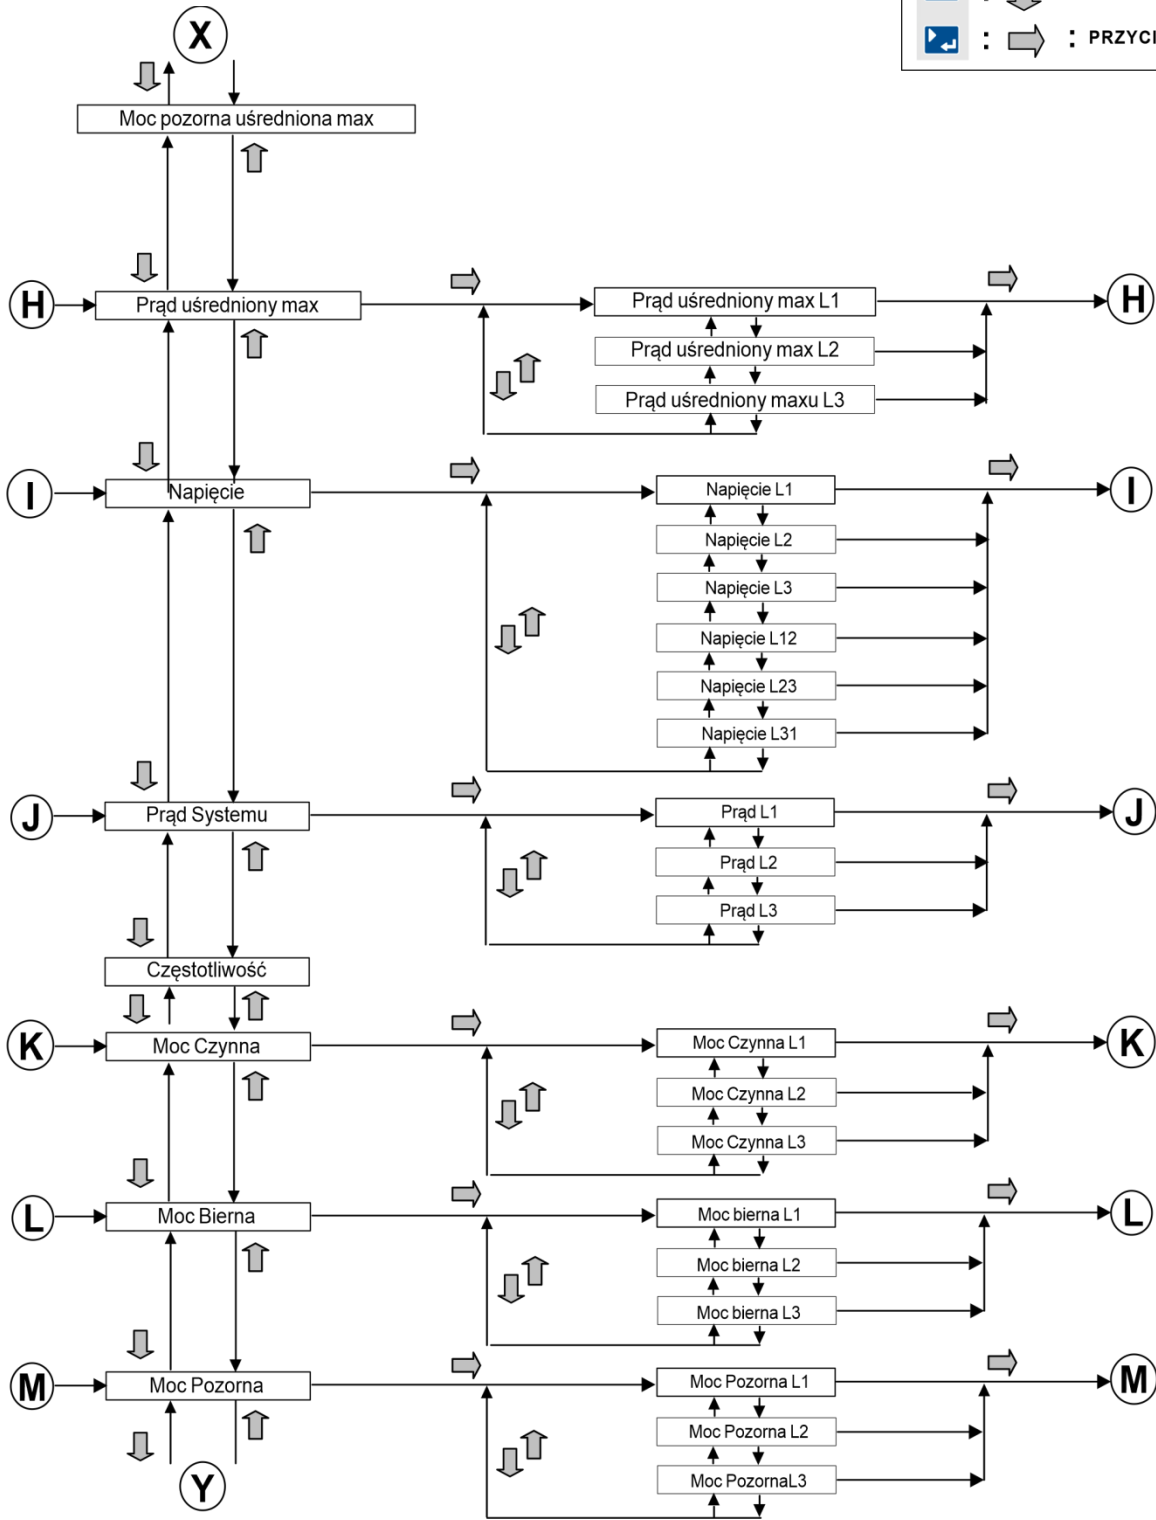 : 
: : PRZYCI
X
Moc pozorna uśredniona max
H Prąd uśredniony max Prąd uśredniony max L1 H
Prąd uśredniony max L2
Prąd uśredniony maxu L3
I Napięcie Napięcie L1 I
Napięcie L2
Napięcie L3
Napięcie L12
Napięcie L23
Napięcie L31
J Prąd Systemu Prąd L1 J
Prąd L2
Prąd L3
Częstotliwość
K Moc Czynna Moc Czynna L1 K
Moc Czynna L2
Moc Czynna L3
L Moc Bierna Moc bierna L1 L
Moc bierna L2
Moc bierna L3
M Moc Pozorna Moc Pozorna L1 M
Moc Pozorna L2
Moc PozornaL3
Y